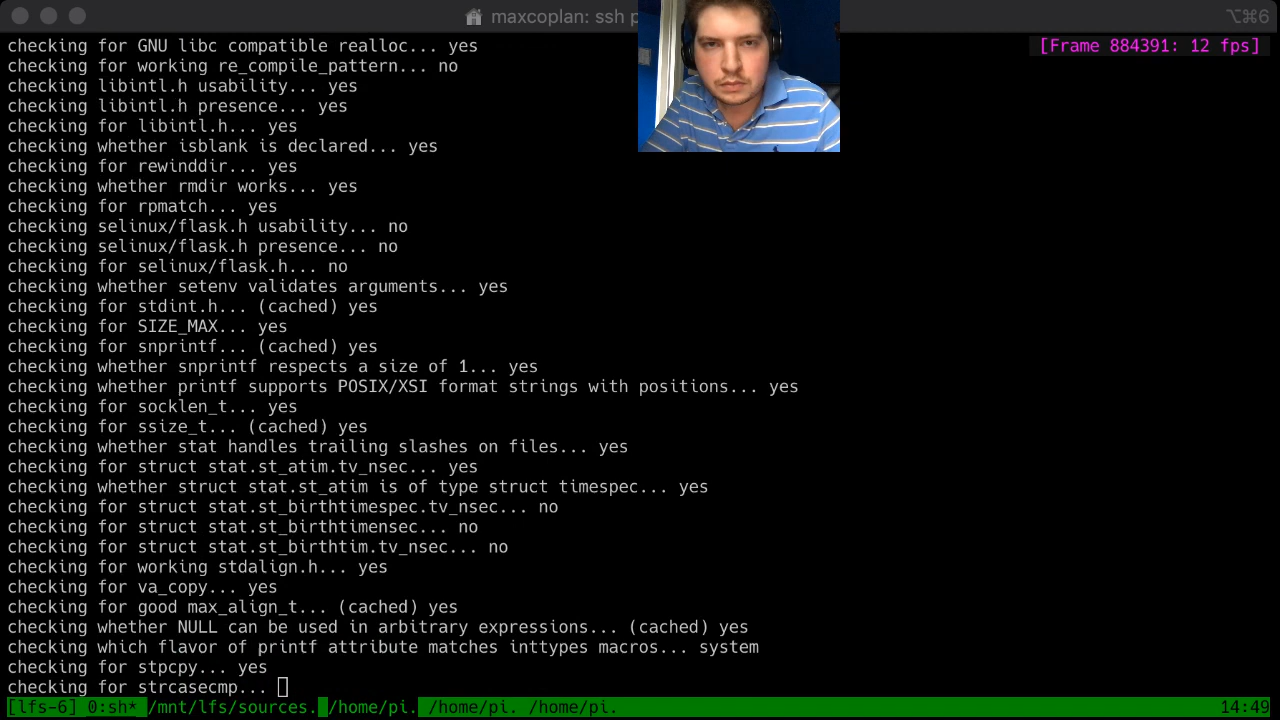 maxcoplan: ssh p
⌥⌘6
checking for GNU libc compatible realloc... yes
[Frame 884391: 12 fps]
checking for working re_compile_pattern... no
checking libintl.h usability... yes
checking libintl.h presence... yes
checking for libintl.h... yes
checking whether isblank is declared... yes
checking for rewinddir... yes
checking whether rmdir works... yes
checking for rpmatch... yes
checking selinux/flask.h usability... no
checking selinux/flask.h presence... no
checking for selinux/flask.h... no
checking whether setenv validates arguments... yes
checking for stdint.h... (cached) yes
checking for SIZE_MAX... yes
checking for snprintf... (cached) yes
checking whether snprintf respects a size of 1... yes
checking whether printf supports POSIX/XSI format strings with positions... yes
checking for socklen_t... yes
checking for ssize_t... (cached) yes
checking whether stat handles trailing slashes on files... yes
checking for struct stat.st_atim.tv_nsec... yes
checking whether struct stat.st_atim is of type struct timespec... yes
checking for struct stat.st_birthtimespec.tv_nsec... no
checking for struct stat.st_birthtimensec... no
checking for struct stat.st_birthtim.tv_nsec... no
checking for working stdalign.h... yes
checking for va_copy... yes
checking for good max_align_t... (cached) yes
checking whether NULL can be used in arbitrary expressions... (cached) yes
checking which flavor of printf attribute matches inttypes macros... system
checking for stpcpy... yes
checking for strcasecmp...
[lfs-6] 0:sh* /mnt/lfs/sources. /home/pi. /home/pi. /home/pi. 14:49